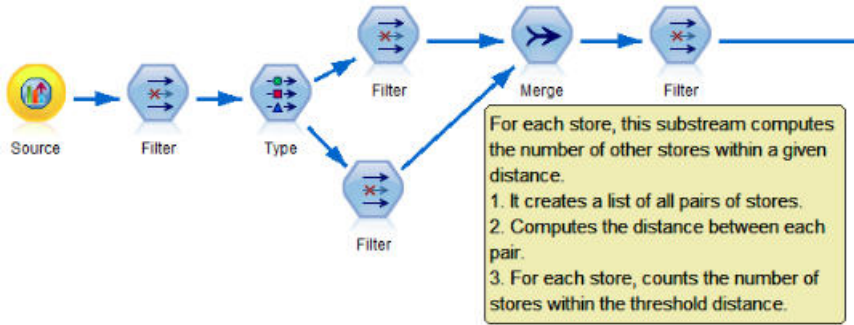 Filter
Merge
Filter
Source
Filter
Type
Filter
For each store, this substream computes
the number of other stores within a given
distance.
1. It creates a list of all pairs of stores.
2. Computes the distance between each
pair.
3. For each store, counts the number of
stores within the threshold distance.